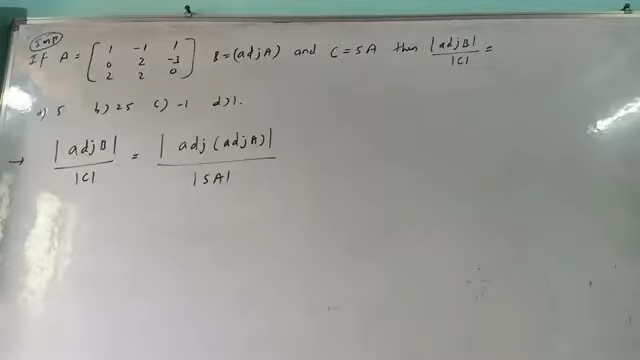 Imp
If A = [ 1 -1 1
0 2 -3
2 2 0 ] B = (adj A) and C = 5A then |adj B| / |C| =
a) 5 b) 25 c) -1 d) 1.
→ |adj B| / |C| = | adj (adj A)| / |5A|